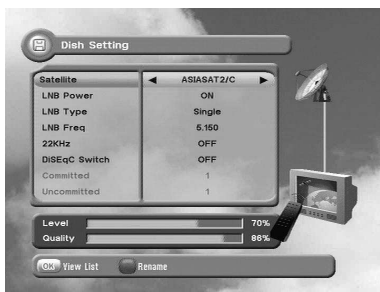 Dish Setting
Satellite ASIASAT2/C
LNB Power ON
LNB Type Single
LNB Freq 5.150
22KHz OFF
DiSEqC Switch OFF
Committed 1
Uncommitted 1
Level 70%
Quality 86%
OK View List Rename